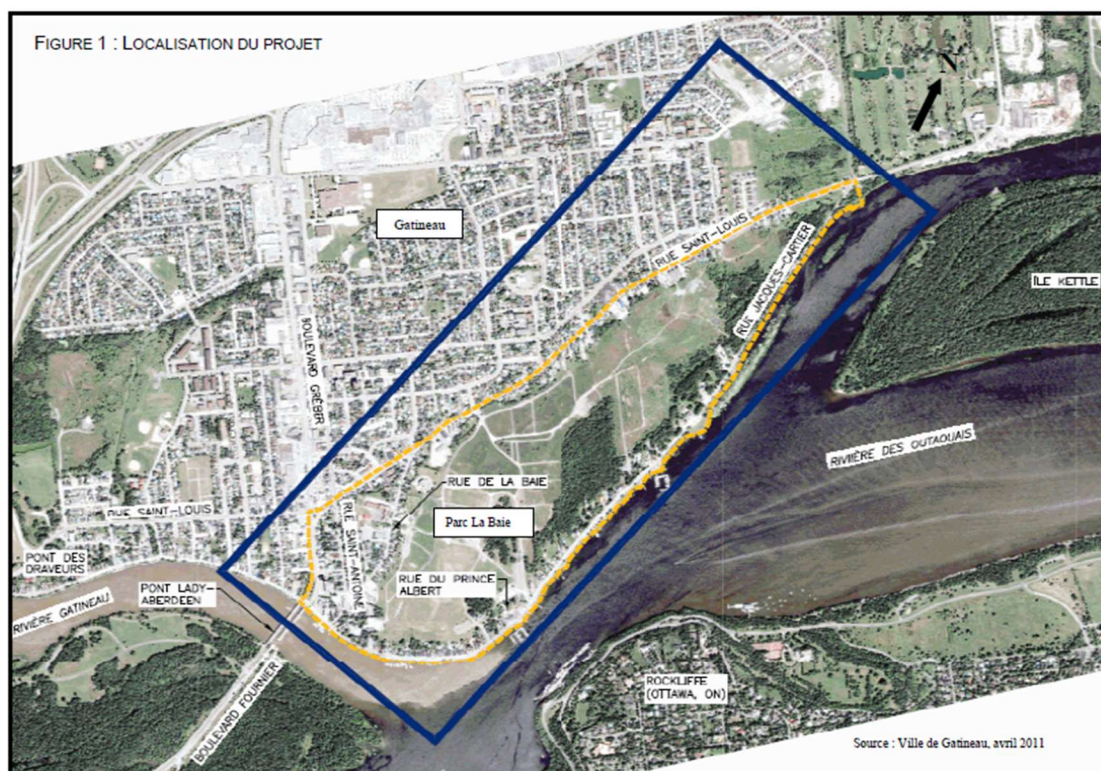 FIGURE 1 : LOCALISATION DU PROJET
N
Gatineau
RUE SAINT-LOUIS
RUE JACQUES-CARTIER
ÎLE KETTLE
BOULEVARD GRÉBER
RIVIÈRE DES OUTAOUAIS
RUE DE LA BAIE
RUE SAINT-LOUIS
RUE SAINT-ANTOINE
Parc La Baie
PONT DES
DRAVEURS
RUE DU PRINCE
ALBERT
PONT LADY-
ABERDEEN
RIVIÈRE GATINEAU
ROCKLIFFE
(OTTAWA, ON)
BOULEVARD FOURNIER
Source : Ville de Gatineau, avril 2011